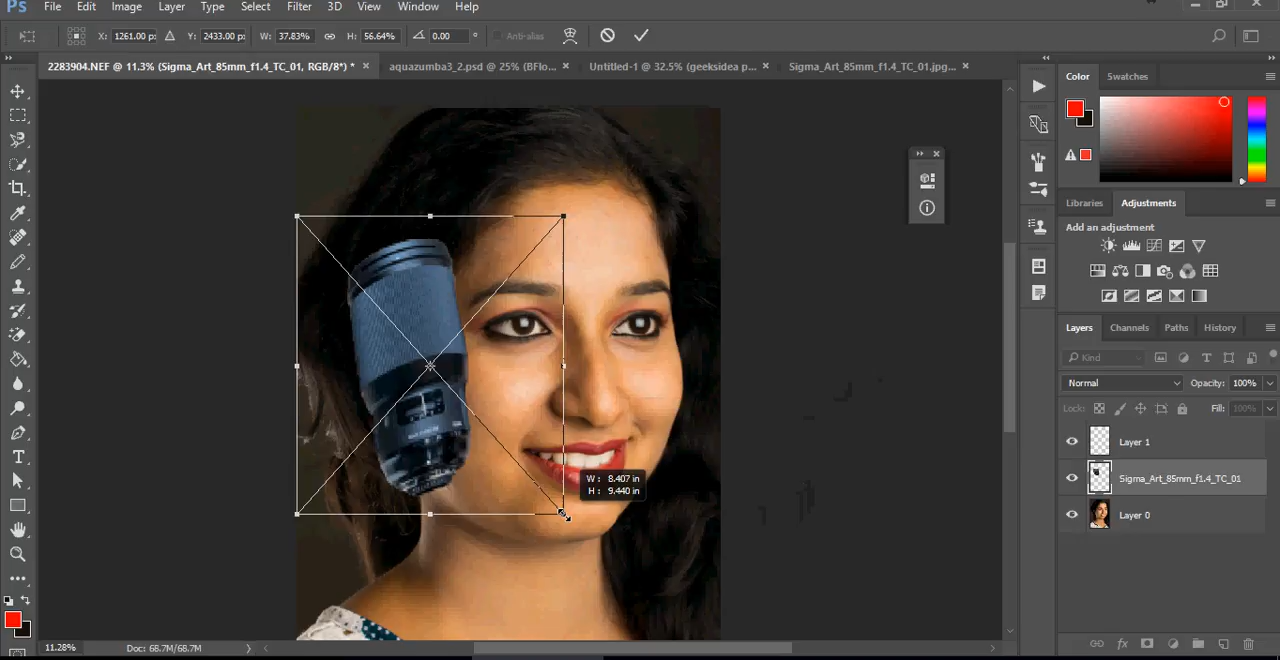 Ps File Edit Image Layer Type Select Filter 3D View Window Help
X: 1261.00 p: Y: 2433.00 p: W: 37.83% H: 56.64% 0.00 ° Anti-alias
2283904.NEF @ 11.3% (Sigma_Art_85mm_f1.4_TC_01, RGB/8*) * × aquazumba3_2.psd @ 25% (BFlo... × Untitled-1 @ 32.5% (geeksidea p... × Sigma_Art_85mm_f1.4_TC_01.jpg... ×
Color Swatches
Libraries Adjustments
Add an adjustment
Layers Channels Paths History
Kind
Normal Opacity: 100%
Lock: Fill: 100%
Layer 1
Sigma_Art_85mm_f1.4_TC_01
Layer 0
W : 8.407 in
H : 9.440 in
11.28% Doc: 68.7M/68.7M